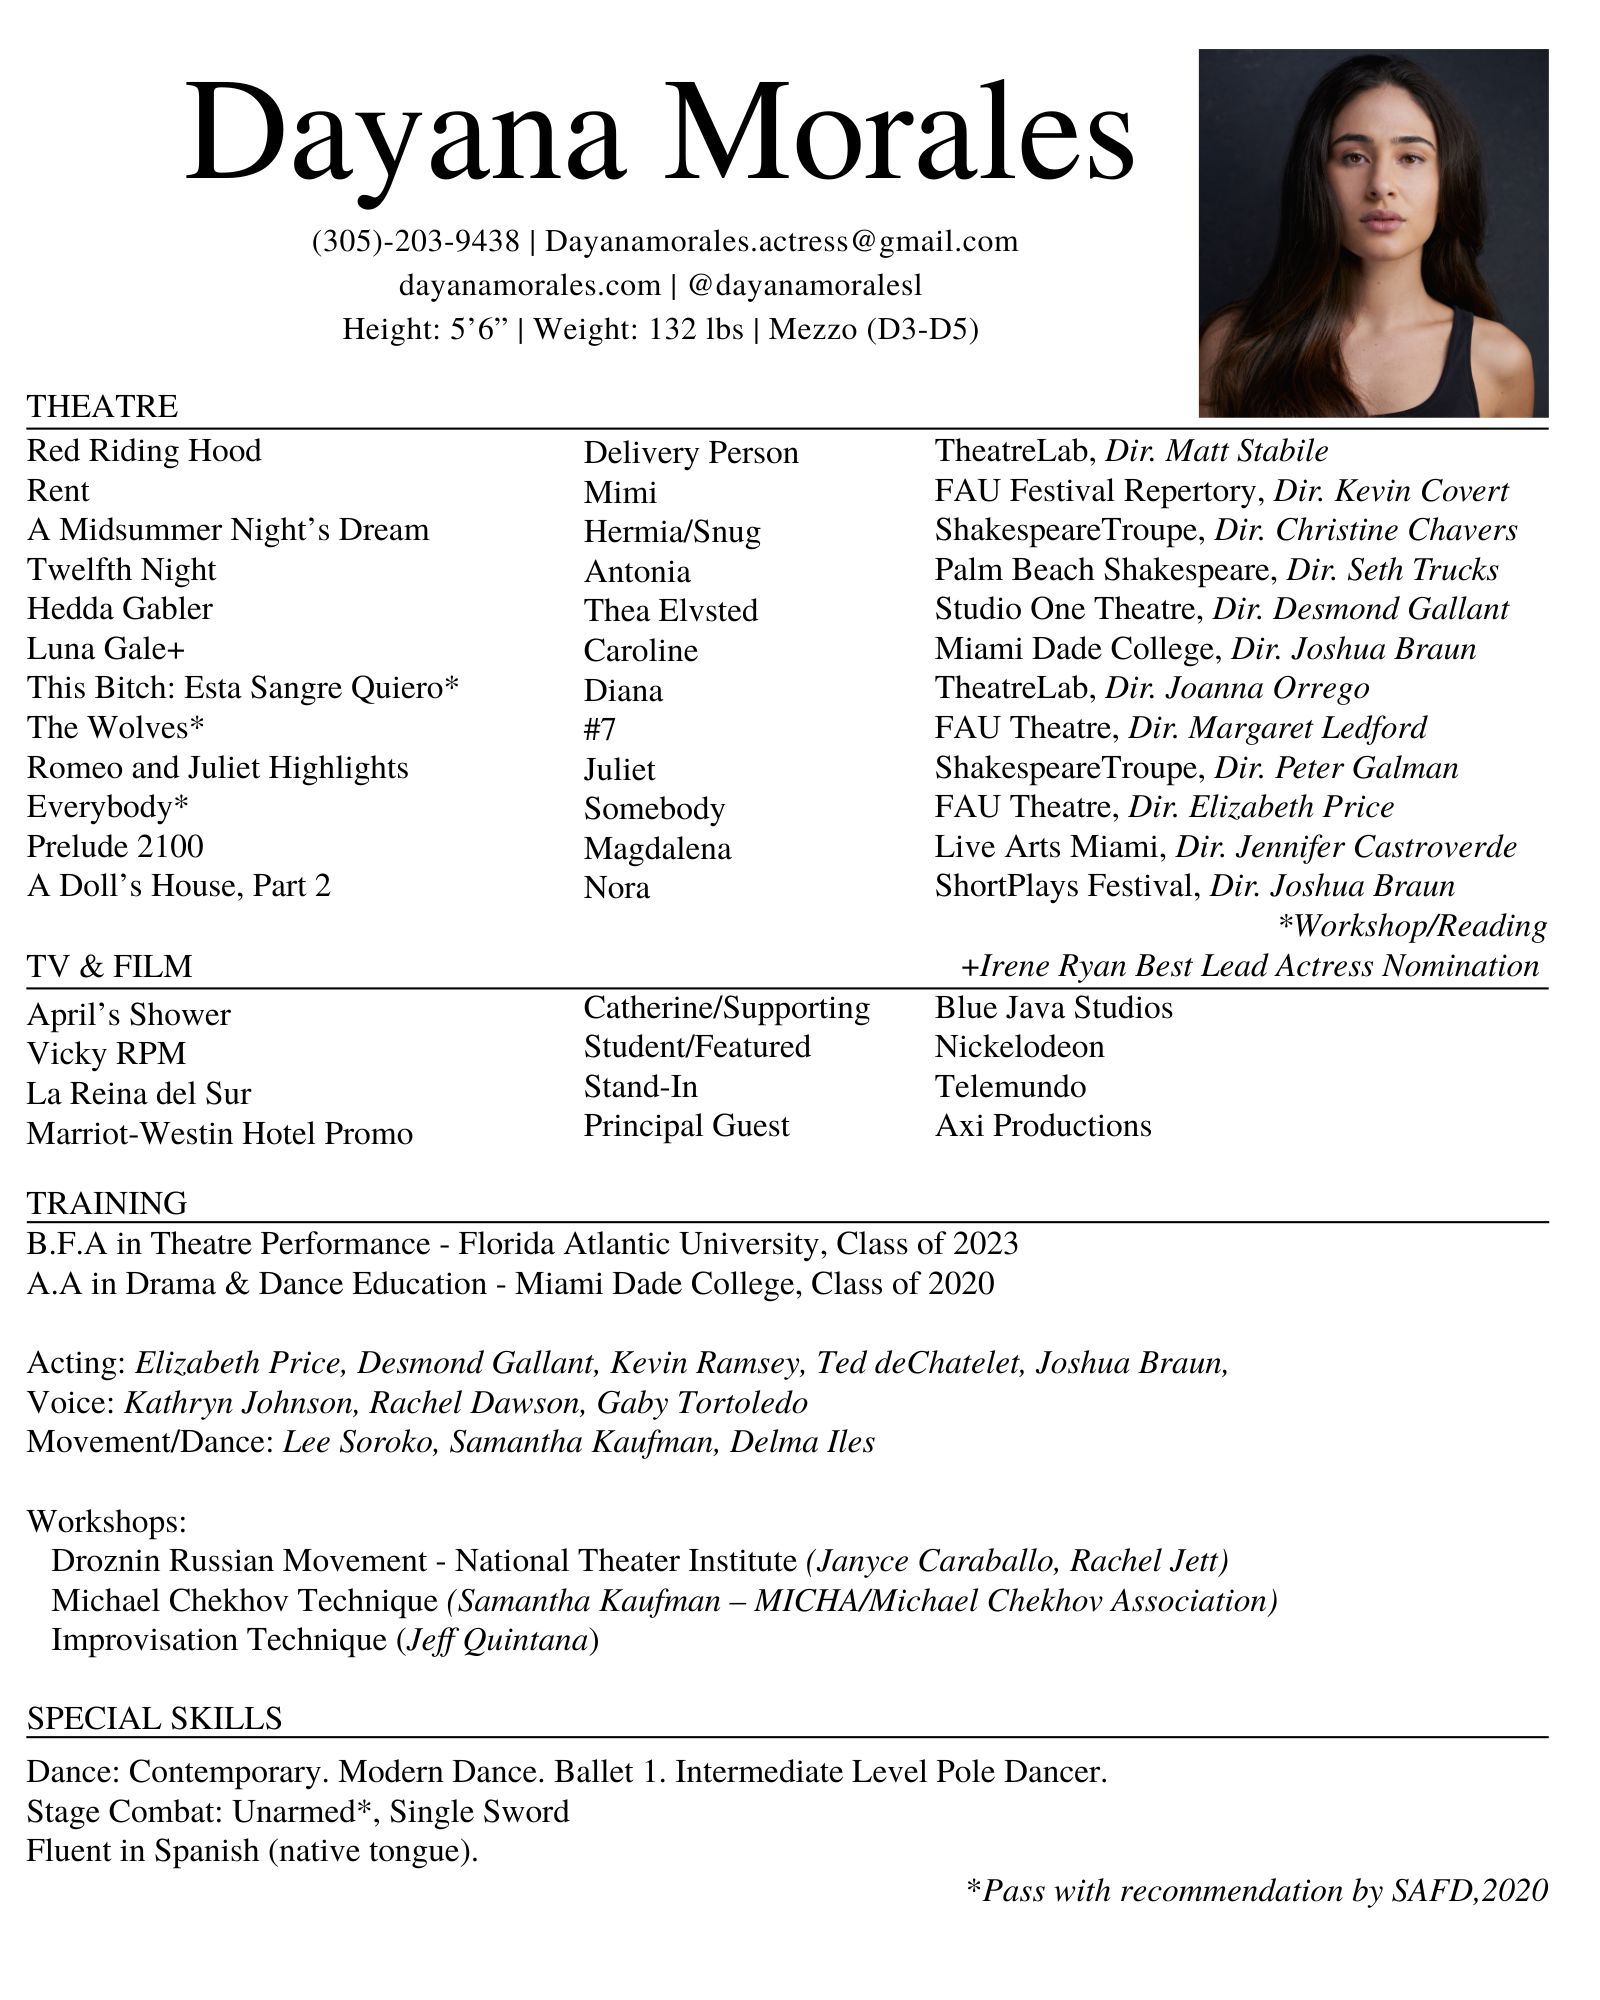 Dayana Morales
(305)-203-9438 | Dayanamorales.actress@gmail.com
dayanamorales.com | @dayanamoralesl
Height: 5’6” | Weight: 132 lbs | Mezzo (D3-D5)
THEATRE
Red Riding Hood Delivery Person TheatreLab, Dir. Matt Stabile
Rent Mimi FAU Festival Repertory, Dir. Kevin Covert
A Midsummer Night’s Dream Hermia/Snug ShakespeareTroupe, Dir. Christine Chavers
Twelfth Night Antonia Palm Beach Shakespeare, Dir. Seth Trucks
Hedda Gabler Thea Elvsted Studio One Theatre, Dir. Desmond Gallant
Luna Gale+ Caroline Miami Dade College, Dir. Joshua Braun
This Bitch: Esta Sangre Quiero* Diana TheatreLab, Dir. Joanna Orrego
The Wolves* #7 FAU Theatre, Dir. Margaret Ledford
Romeo and Juliet Highlights Juliet ShakespeareTroupe, Dir. Peter Galman
Everybody* Somebody FAU Theatre, Dir. Elizabeth Price
Prelude 2100 Magdalena Live Arts Miami, Dir. Jennifer Castroverde
A Doll’s House, Part 2 Nora ShortPlays Festival, Dir. Joshua Braun
*Workshop/Reading
TV & FILM +Irene Ryan Best Lead Actress Nomination
April’s Shower Catherine/Supporting Blue Java Studios
Vicky RPM Student/Featured Nickelodeon
La Reina del Sur Stand-In Telemundo
Marriot-Westin Hotel Promo Principal Guest Axi Productions
TRAINING
B.F.A in Theatre Performance - Florida Atlantic University, Class of 2023
A.A in Drama & Dance Education - Miami Dade College, Class of 2020
Acting: Elizabeth Price, Desmond Gallant, Kevin Ramsey, Ted deChatelet, Joshua Braun,
Voice: Kathryn Johnson, Rachel Dawson, Gaby Tortoledo
Movement/Dance: Lee Soroko, Samantha Kaufman, Delma Iles
Workshops:
Droznin Russian Movement - National Theater Institute (Janyce Caraballo, Rachel Jett)
Michael Chekhov Technique (Samantha Kaufman – MICHA/Michael Chekhov Association)
Improvisation Technique (Jeff Quintana)
SPECIAL SKILLS
Dance: Contemporary. Modern Dance. Ballet 1. Intermediate Level Pole Dancer.
Stage Combat: Unarmed*, Single Sword
Fluent in Spanish (native tongue).
*Pass with recommendation by SAFD,2020